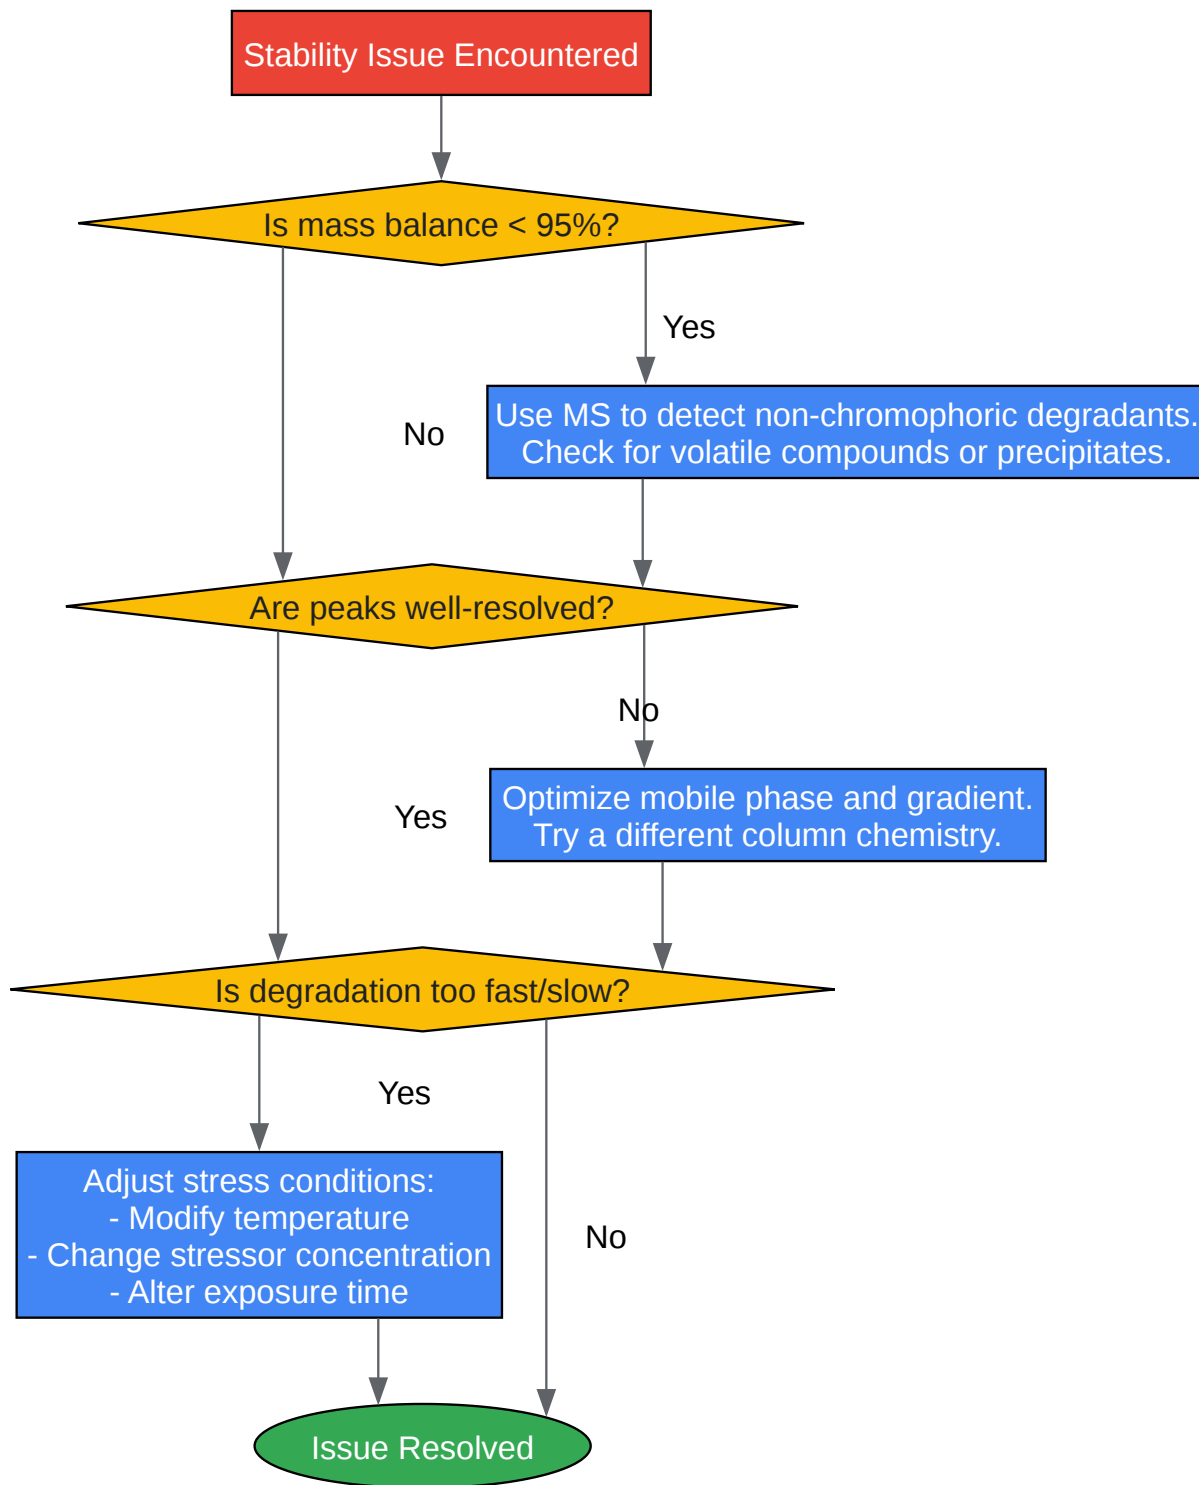 Stability Issue Encountered
Is mass balance < 95%?
Yes
No
Use MS to detect non-chromophoric degradants.
Check for volatile compounds or precipitates.
Are peaks well-resolved?
No
Yes
Optimize mobile phase and gradient.
Try a different column chemistry.
Is degradation too fast/slow?
Yes
Adjust stress conditions:
- Modify temperature
- Change stressor concentration
- Alter exposure time
No
Issue Resolved